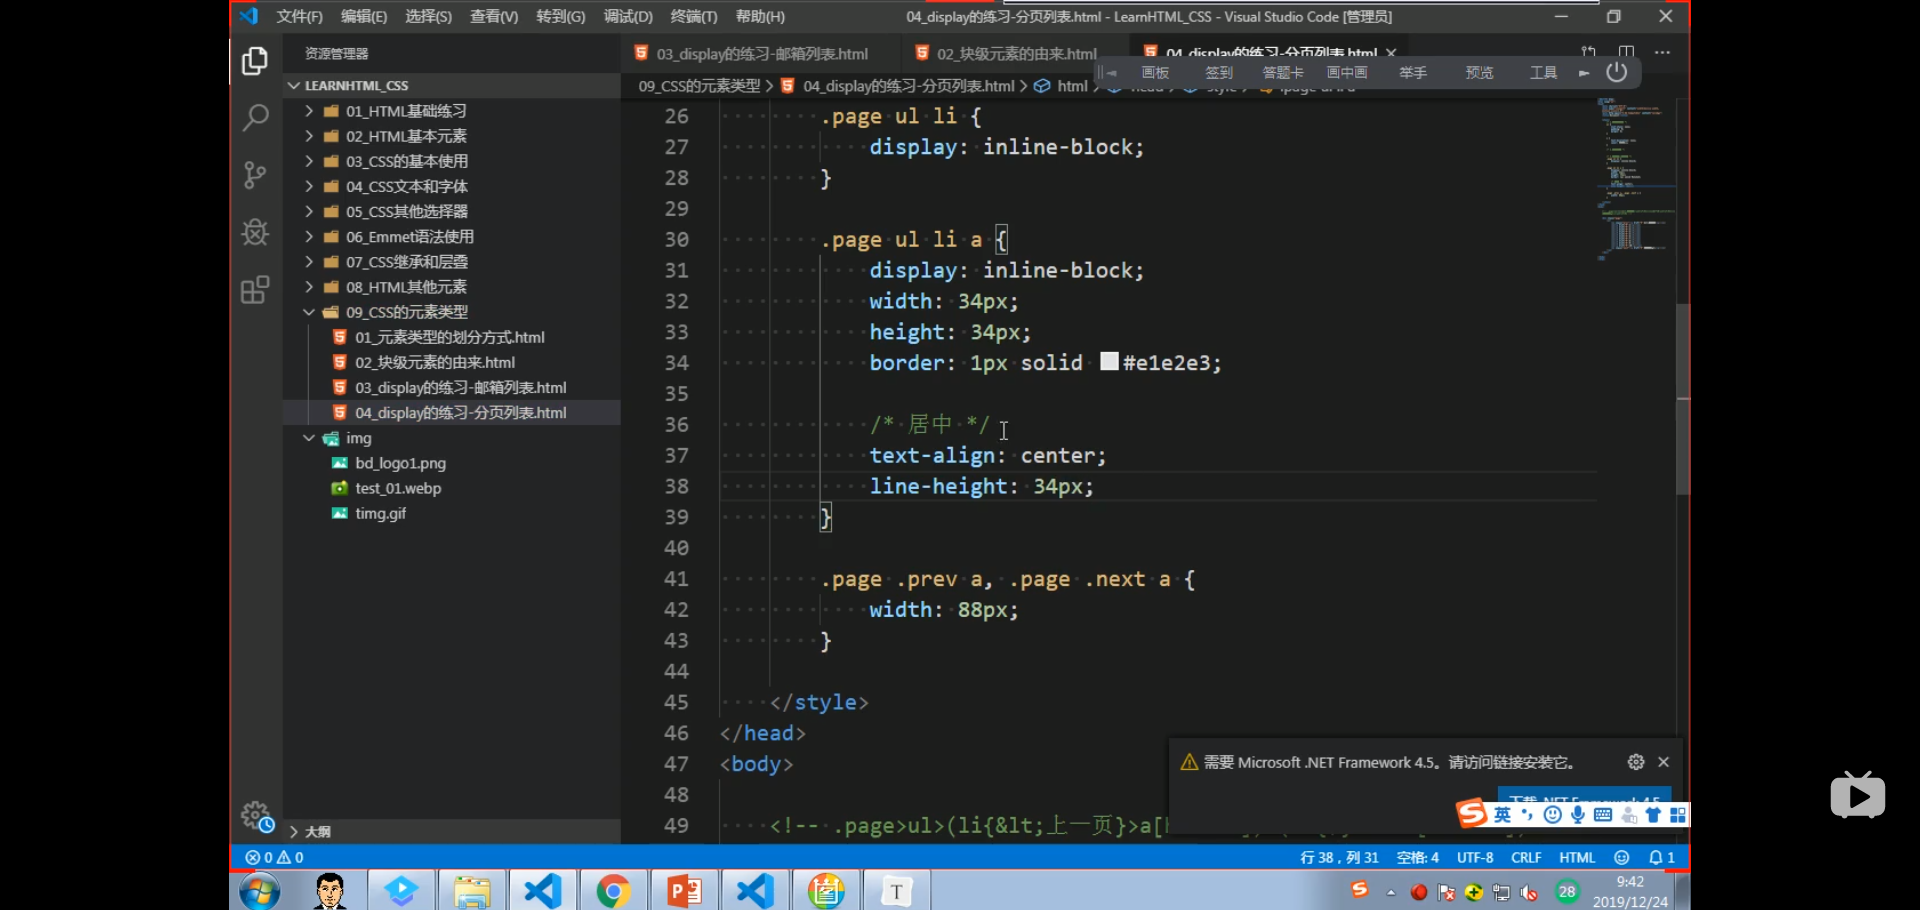 文件(F) 编辑(E) 选择(S) 查看(V) 转到(G) 调试(D) 终端(T) 帮助(H) 04_display的练习-分页列表.html - LearnHTML_CSS - Visual Studio Code [管理员]
资源管理器
03_display的练习-邮箱列表.html 02_块级元素的由来.html 04_display的练习-分页列表.html
画板 签到 答题卡 画中画 举手 预览 工具
LEARNHTML_CSS
09_CSS的元素类型 > 04_display的练习-分页列表.html > html
01_HTML基础练习
02_HTML基本元素
03_CSS的基本使用
04_CSS文本和字体
05_CSS其他选择器
06_Emmet语法使用
07_CSS继承和层叠
08_HTML其他元素
09_CSS的元素类型
01_元素类型的划分方式.html
02_块级元素的由来.html
03_display的练习-邮箱列表.html
04_display的练习-分页列表.html
img
bd_logo1.png
test_01.webp
timg.gif
大纲
26 .page ul li {
27 display: inline-block;
28 }
29
30 .page ul li a {
31 display: inline-block;
32 width: 34px;
33 height: 34px;
34 border: 1px solid #e1e2e3;
35
36 /* 居中 */
37 text-align: center;
38 line-height: 34px;
39 }
40
41 .page .prev a, .page .next a {
42 width: 88px;
43 }
44
45 </style>
46 </head>
47 <body>
48
49 <!-- .page>ul>(li{&lt;上一页}>a[
需要 Microsoft .NET Framework 4.5。请访问链接安装它。
下载 .NET Framework 4.5
英
0 0 行 38，列 31 空格: 4 UTF-8 CRLF HTML 1
28
9:42
2019/12/24